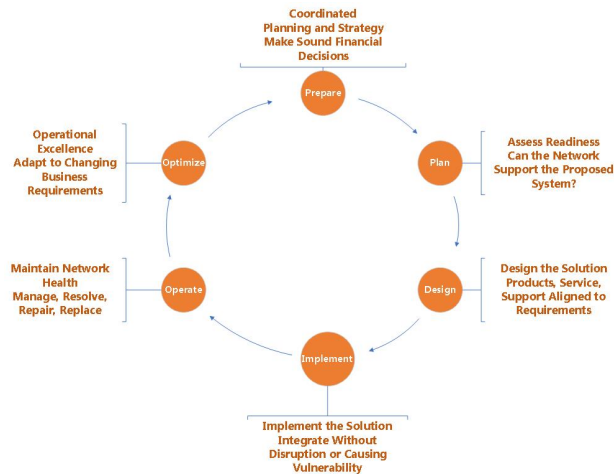 Coordinated
Planning and Strategy
Make Sound Financial
Decisions
Prepare
Operational
Excellence
Adapt to Changing
Business
Requirements
Optimize
Plan
Assess Readiness
Can the Network
Support the Proposed
System?
Maintain Network
Health
Manage, Resolve,
Repair, Replace
Operate
Design
Design the Solution
Products, Service,
Support Aligned to
Requirements
Implement
Implement the Solution
Integrate Without
Disruption or Causing
Vulnerability